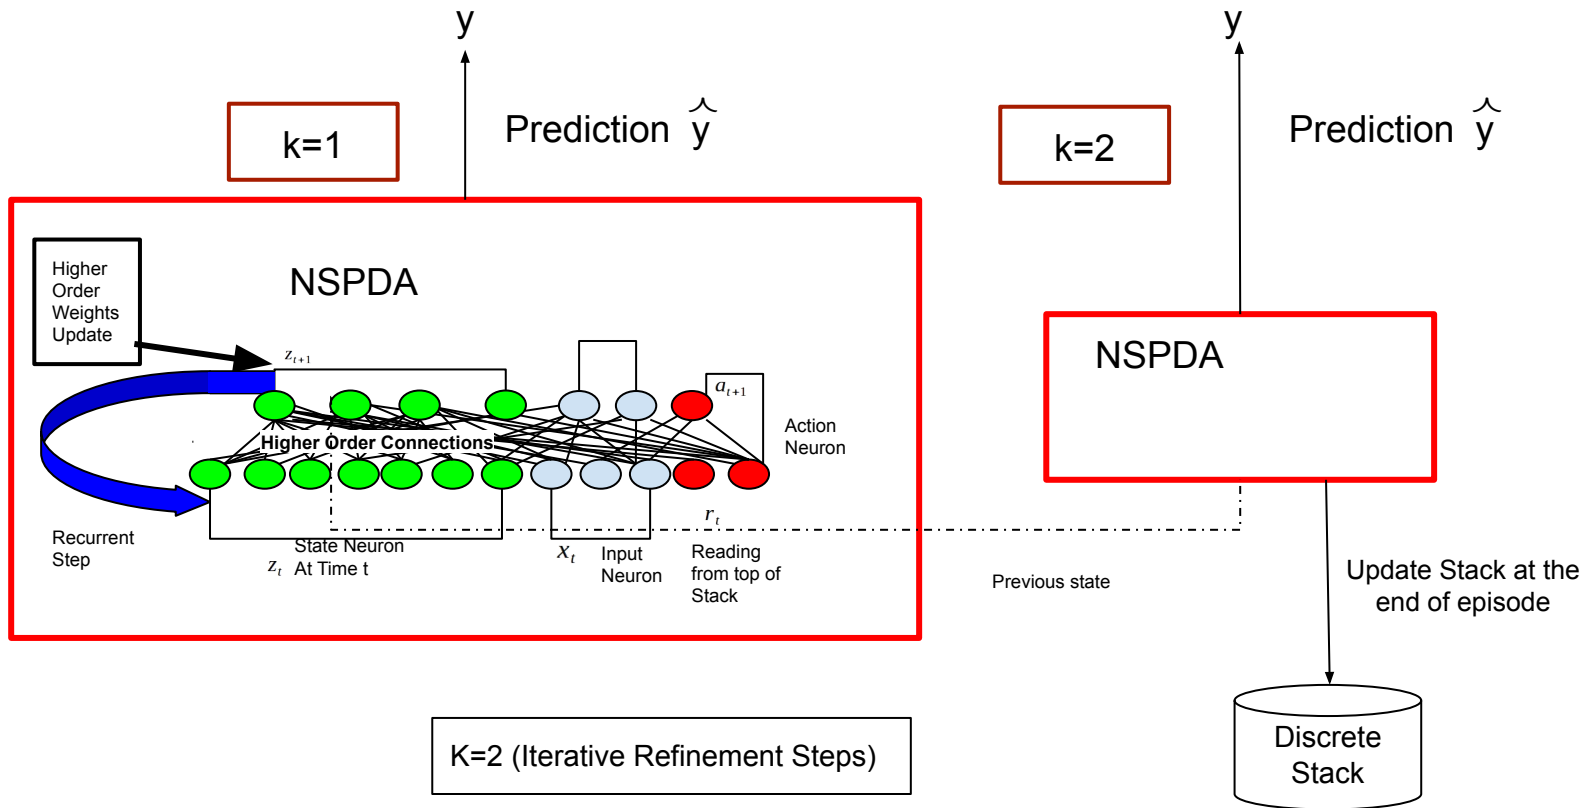 y
y
k=1
Prediction ŷ
k=2
Prediction ŷ
Higher
Order
Weights
Update
NSPDA
NSPDA
z_{t+1}
a_{t+1}
Action
Neuron
Higher Order Connections
Recurrent
Step
z_t
State Neuron
At Time t
x_t
Input
Neuron
r_t
Reading
from top of
Stack
Previous state
Update Stack at the
end of episode
K=2 (Iterative Refinement Steps)
Discrete
Stack